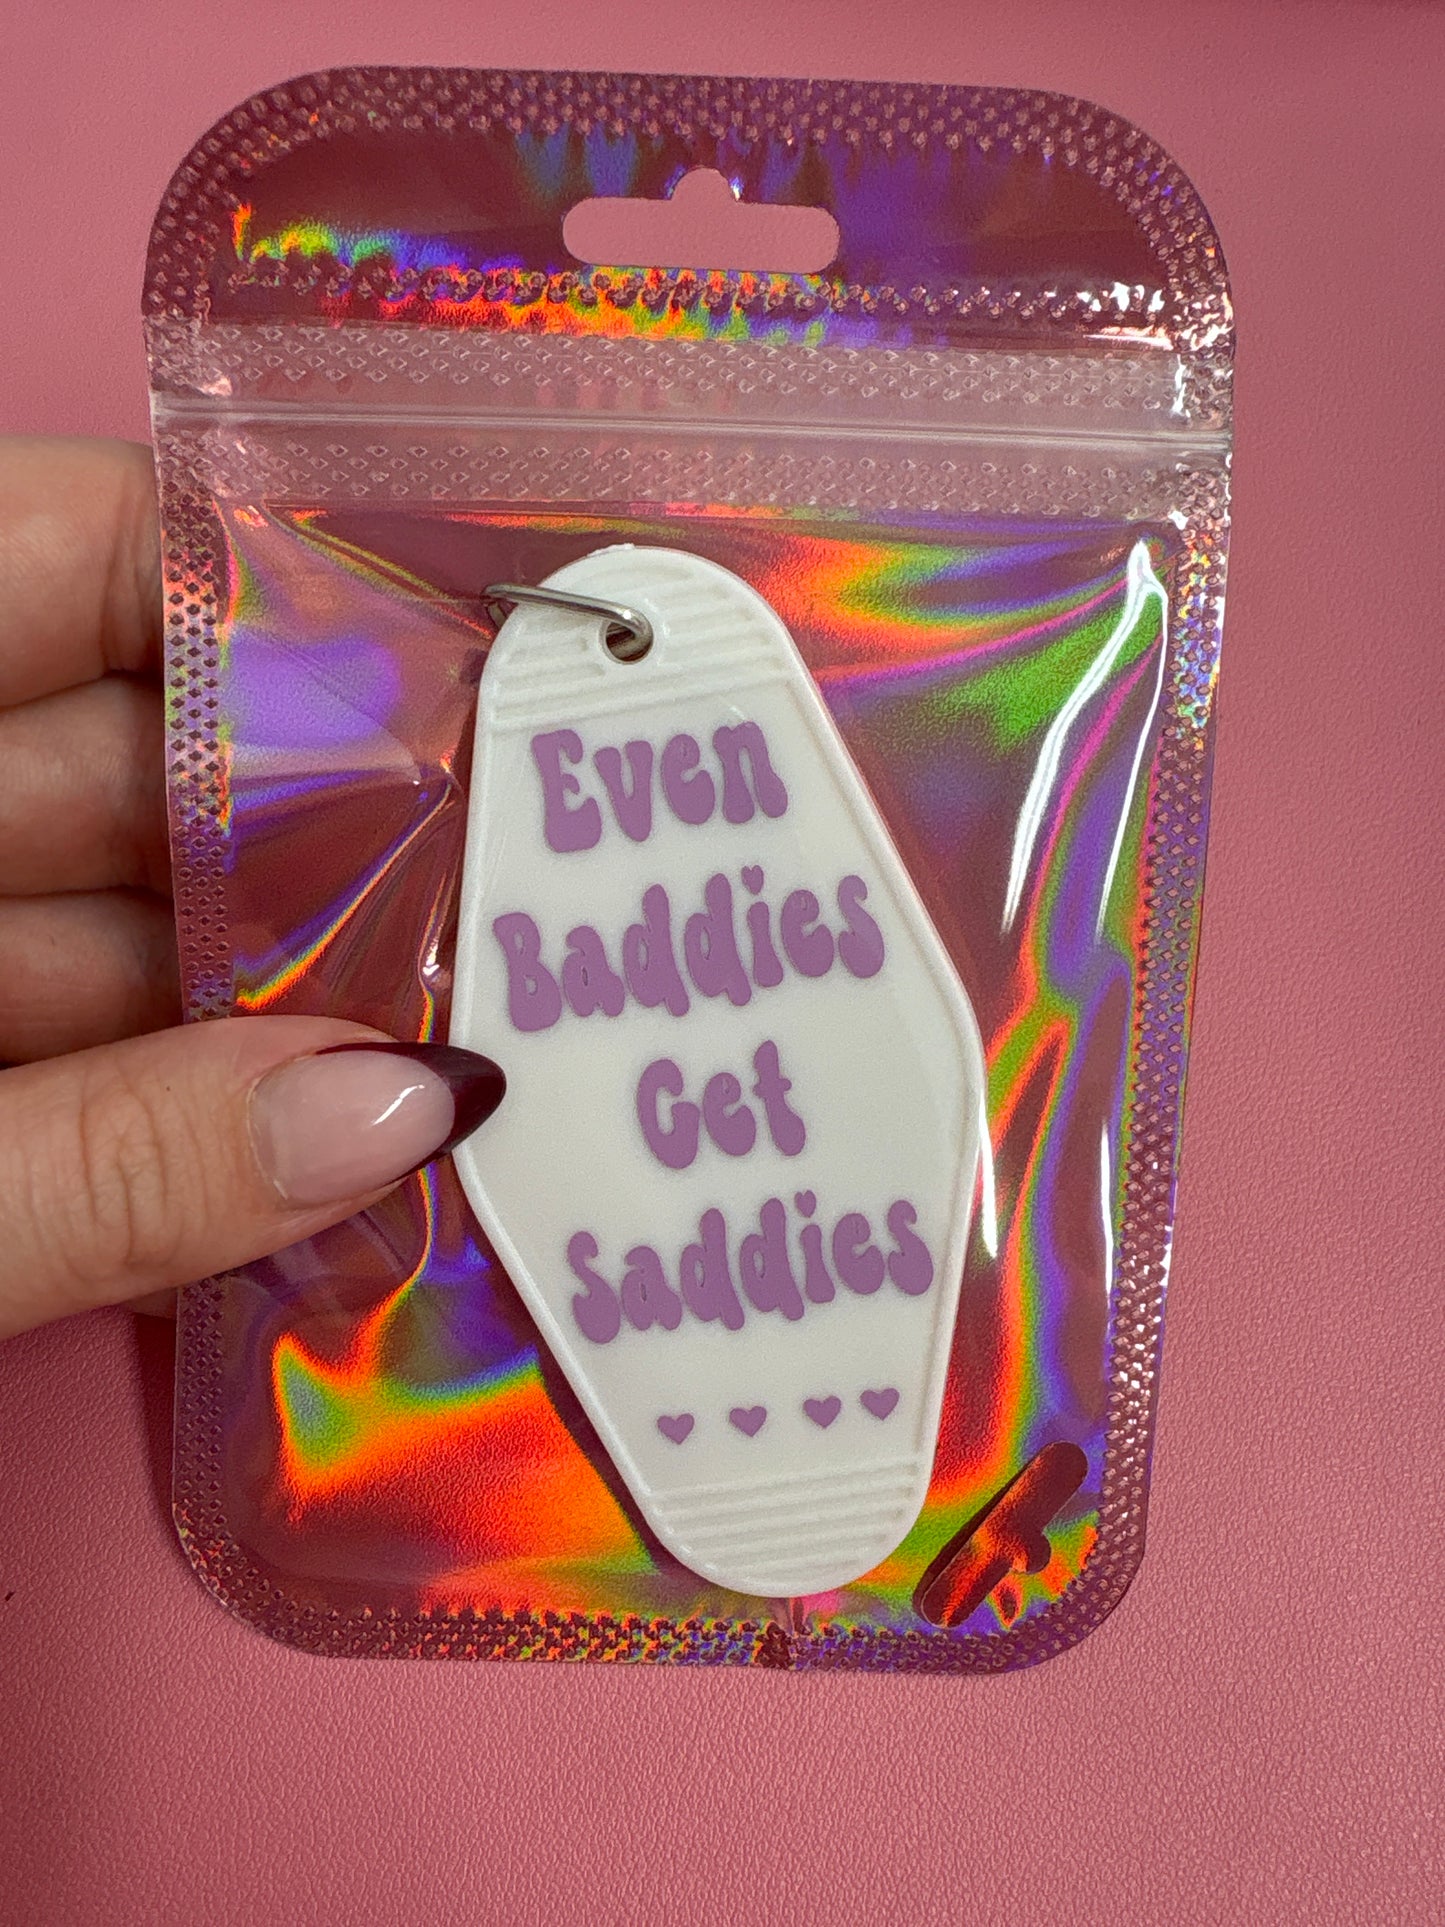 Even
Baddies
Get
Saddies